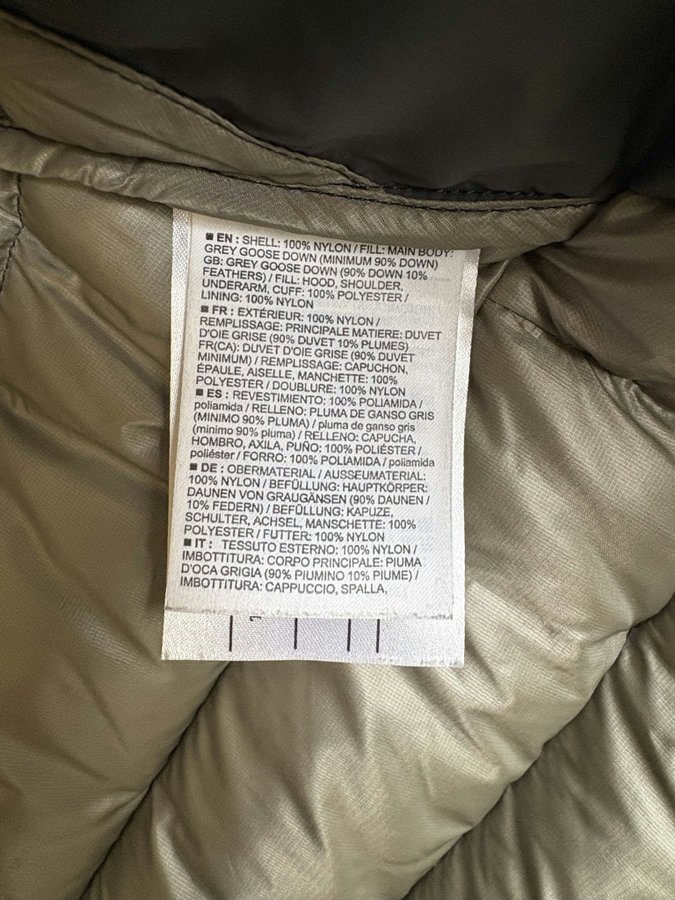 ■ EN : SHELL: 100% NYLON / FILL: MAIN BODY:
GREY GOOSE DOWN (MINIMUM 90% DOWN)
GB: GREY GOOSE DOWN (90% DOWN 10%
FEATHERS) / FILL: HOOD, SHOULDER,
UNDERARM, CUFF: 100% POLYESTER /
LINING: 100% NYLON
■ FR : EXTÉRIEUR: 100% NYLON /
REMPLISSAGE: PRINCIPALE MATIERE: DUVET
D'OIE GRISE (90% DUVET 10% PLUMES)
FR(CA): DUVET D'OIE GRISE (90% DUVET
MINIMUM) / REMPLISSAGE: CAPUCHON,
ÉPAULE, AISELLE, MANCHETTE: 100%
POLYESTER / DOUBLURE: 100% NYLON
■ ES : REVESTIMIENTO: 100% POLIAMIDA /
poliamida / RELLENO: PLUMA DE GANSO GRIS
(MINIMO 90% PLUMA) / pluma de ganso gris
(minimo 90% pluma) / RELLENO: CAPUCHA,
HOMBRO, AXILA, PUÑO: 100% POLIÉSTER /
poliéster / FORRO: 100% POLIAMIDA / poliamida
■ DE : OBERMATERIAL / AUSSEUMATERIAL:
100% NYLON / BEFÜLLUNG: HAUPTKÖRPER:
DAUNEN VON GRAUGÄNSEN (90% DAUNEN /
10% FEDERN) / BEFÜLLUNG: KAPUZE,
SCHULTER, ACHSEL, MANSCHETTE: 100%
POLYESTER / FUTTER: 100% NYLON
■ IT : TESSUTO ESTERNO: 100% NYLON /
IMBOTTITURA: CORPO PRINCIPALE: PIUMA
D'OCA GRIGIA (90% PIUMINO 10% PIUME) /
IMBOTTITURA: CAPPUCCIO, SPALLA,